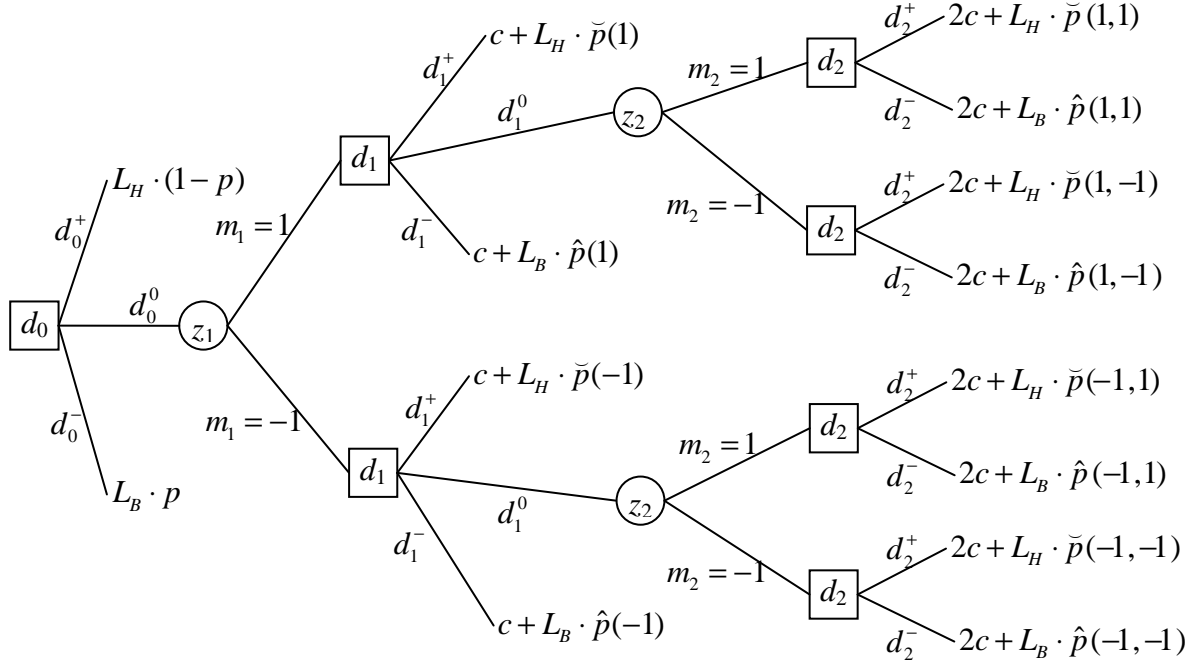 d_2^+ 2c + L_H · p̆(1,1)
c + L_H · p̆(1)
m_2 = 1 d_2
d_1^+
d_1^0 z_2 d_2^- 2c + L_B · p̂(1,1)
d_1
L_H · (1 − p) d_2^+ 2c + L_H · p̆(1,−1)
m_2 = −1
d_0^+ m_1 = 1 d_1^- d_2
c + L_B · p̂(1) d_2^- 2c + L_B · p̂(1,−1)
d_0^0
d_0 z_1
c + L_H · p̆(−1) d_2^+ 2c + L_H · p̆(−1,1)
d_0^- d_1^+
m_1 = −1 m_2 = 1 d_2
d_1 d_2^- 2c + L_B · p̂(−1,1)
L_B · p d_1^0 z_2
d_1^- d_2^+ 2c + L_H · p̆(−1,−1)
m_2 = −1 d_2
c + L_B · p̂(−1) d_2^- 2c + L_B · p̂(−1,−1)